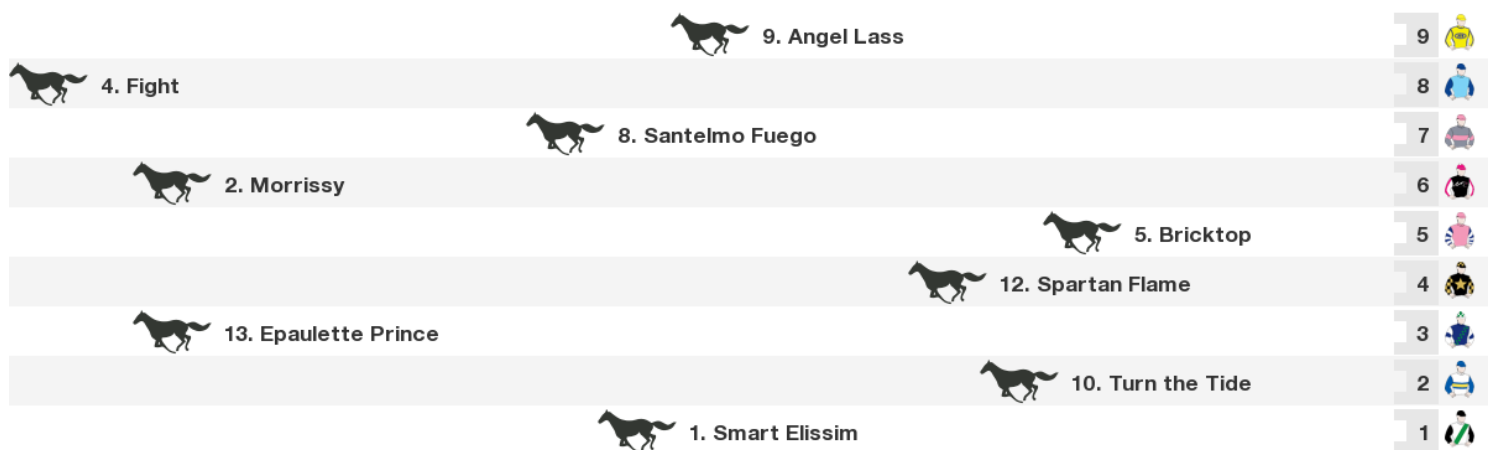 9. Angel Lass 9
4. Fight 8
8. Santelmo Fuego 7
2. Morrissy 6
5. Bricktop 5
12. Spartan Flame 4
13. Epaulette Prince 3
10. Turn the Tide 2
1. Smart Elissim 1